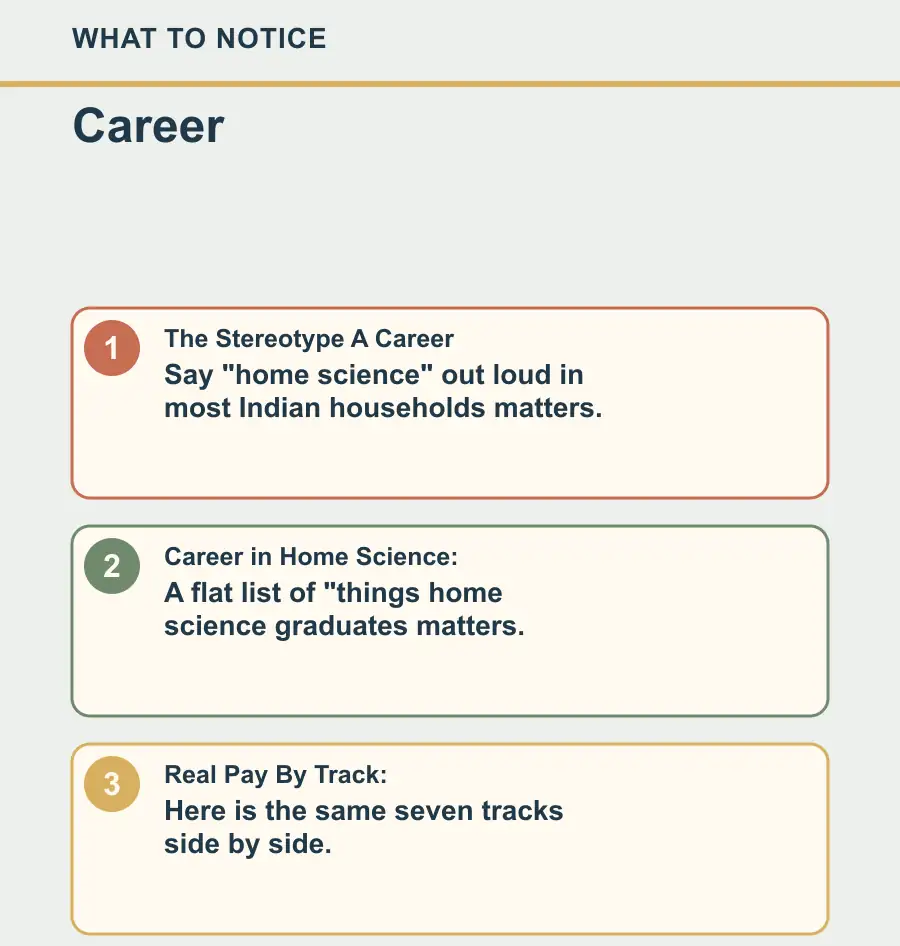 WHAT TO NOTICE
Career
1
The Stereotype A Career
Say "home science" out loud in
most Indian households matters.
2
Career in Home Science:
A flat list of "things home
science graduates matters.
3
Real Pay By Track:
Here is the same seven tracks
side by side.